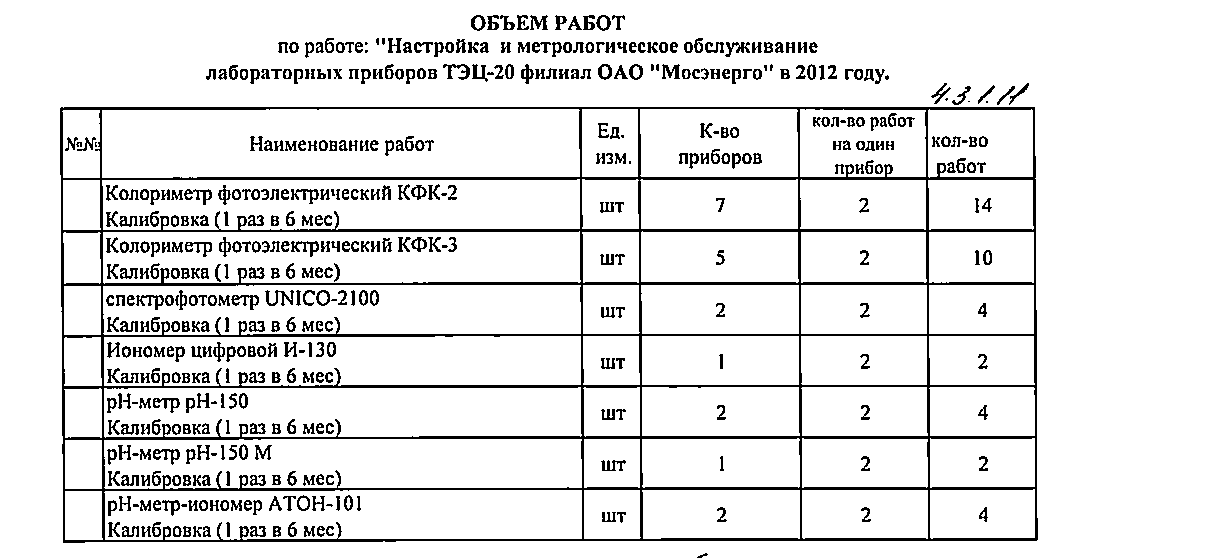 ОБЪЕМ РАБОТ
по работе: "Настройка и метрологическое обслуживание
лабораторных приборов ТЭЦ-20 филиал ОАО "Мосэнерго" в 2012 году.
4.3.1.11
№№ Наименование работ Ед. изм. К-во приборов кол-во работ на один прибор кол-во работ
Колориметр фотоэлектрический КФК-2
Калибровка (1 раз в 6 мес) шт 7 2 14
Колориметр фотоэлектрический КФК-3
Калибровка (1 раз в 6 мес) шт 5 2 10
спектрофотометр UNICO-2100
Калибровка (1 раз в 6 мес) шт 2 2 4
Иономер цифровой И-130
Калибровка (1 раз в 6 мес) шт 1 2 2
рН-метр рН-150
Калибровка (1 раз в 6 мес) шт 2 2 4
рН-метр рН-150 М
Калибровка (1 раз в 6 мес) шт 1 2 2
рН-метр-иономер АТОН-101
Калибровка (1 раз в 6 мес) шт 2 2 4